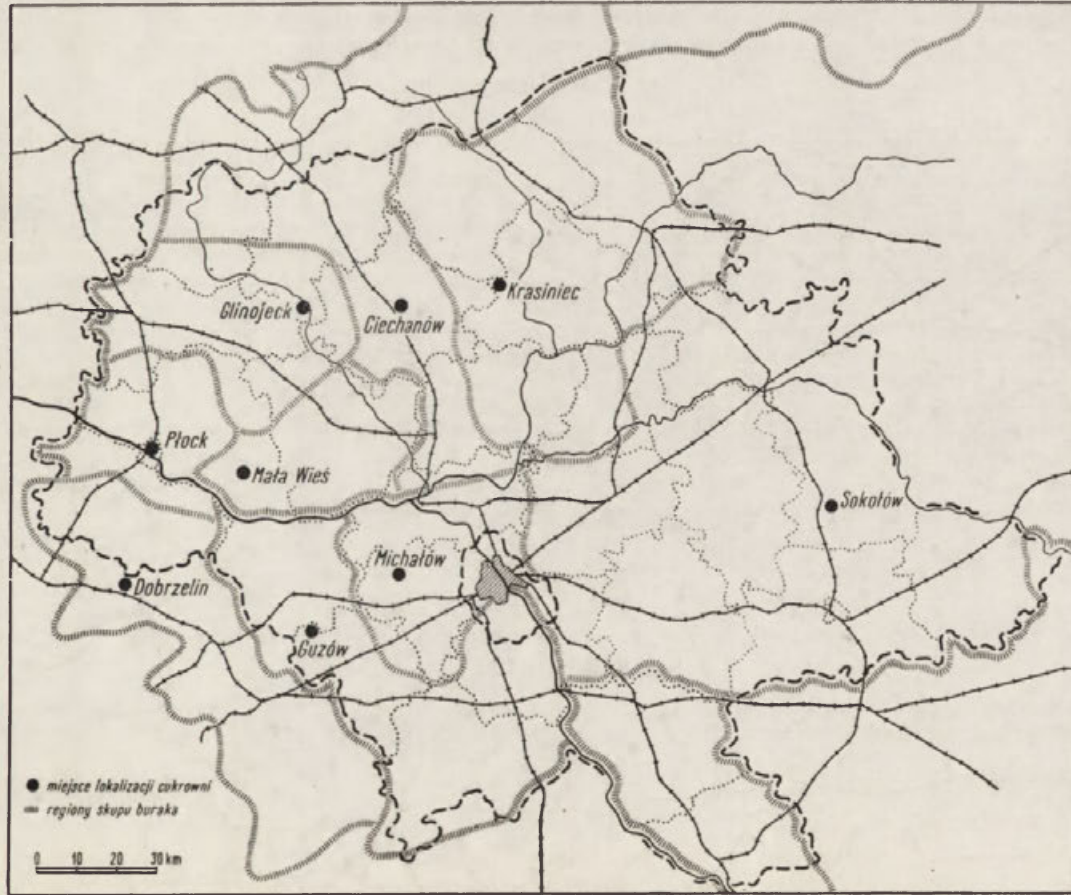 Krasiniec
Glinojeck
Ciechanów
Płock
Mała Wieś
Sokołów
Michałów
Dobrzelin
Guzów
miejsce lokalizacji cukrowni
regiony skupu buraka
0 10 20 30 km